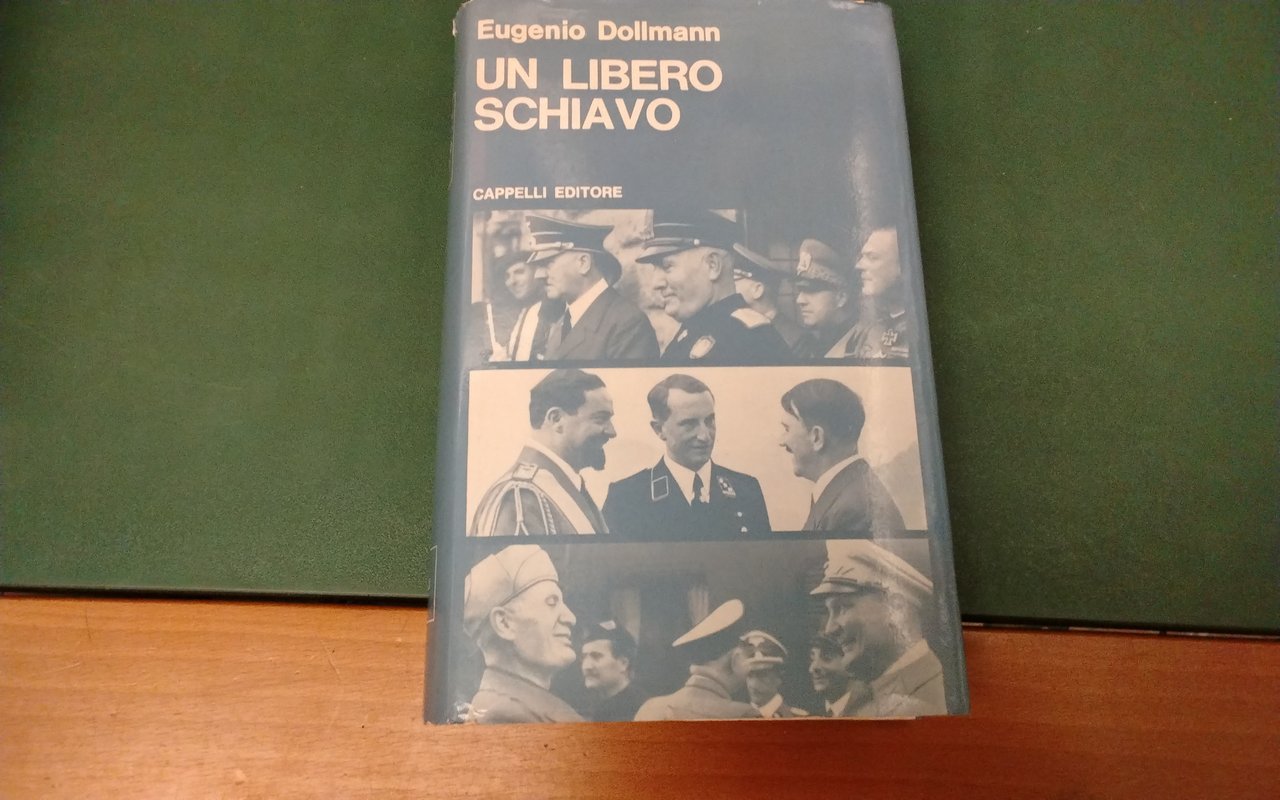 Eugenio Dollmann
UN LIBERO
SCHIAVO
CAPPELLI EDITORE